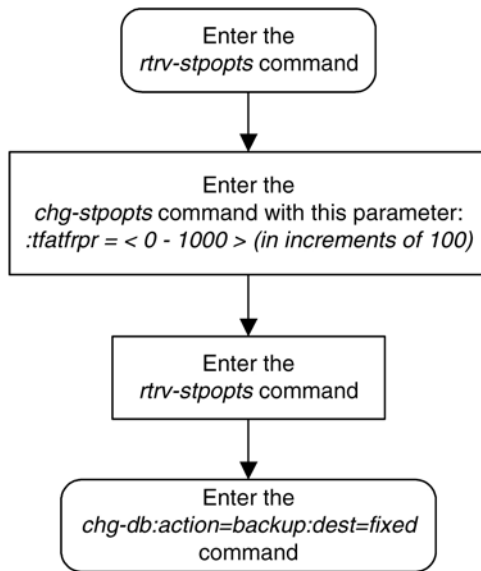 Enter the
rtrv-stpopts
command
Enter the
chg-stpopts command with this parameter:
:tfatfrpr = < 0 - 1000 > (in increments of 100)
Enter the
rtrv-stpopts command
Enter the
chg-db:action=backup:dest=fixed
command